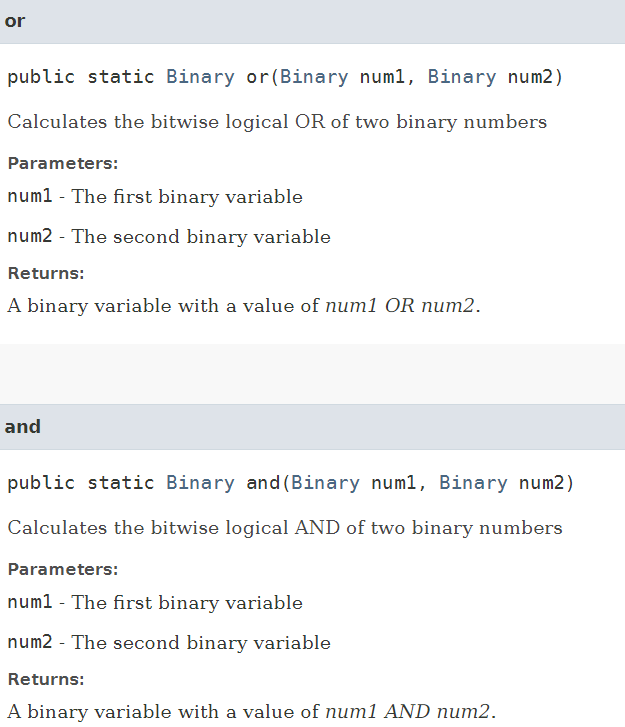 or
public static Binary or(Binary num1, Binary num2)
Calculates the bitwise logical OR of two binary numbers
Parameters:
num1 - The first binary variable
num2 - The second binary variable
Returns:
A binary variable with a value of num1 OR num2.
and
public static Binary and(Binary num1, Binary num2)
Calculates the bitwise logical AND of two binary numbers
Parameters:
num1 - The first binary variable
num2 - The second binary variable
Returns:
A binary variable with a value of num1 AND num2.